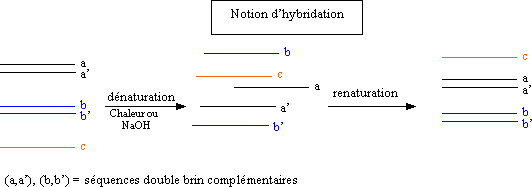 Notion d'hybridation
a
a'
b
b'
c
dénaturation
Chaleur ou
NaOH
b
c
a
a'
b'
renaturation
c
a
a'
b
b'
(a,a'), (b,b') = séquences double brin complémentaires